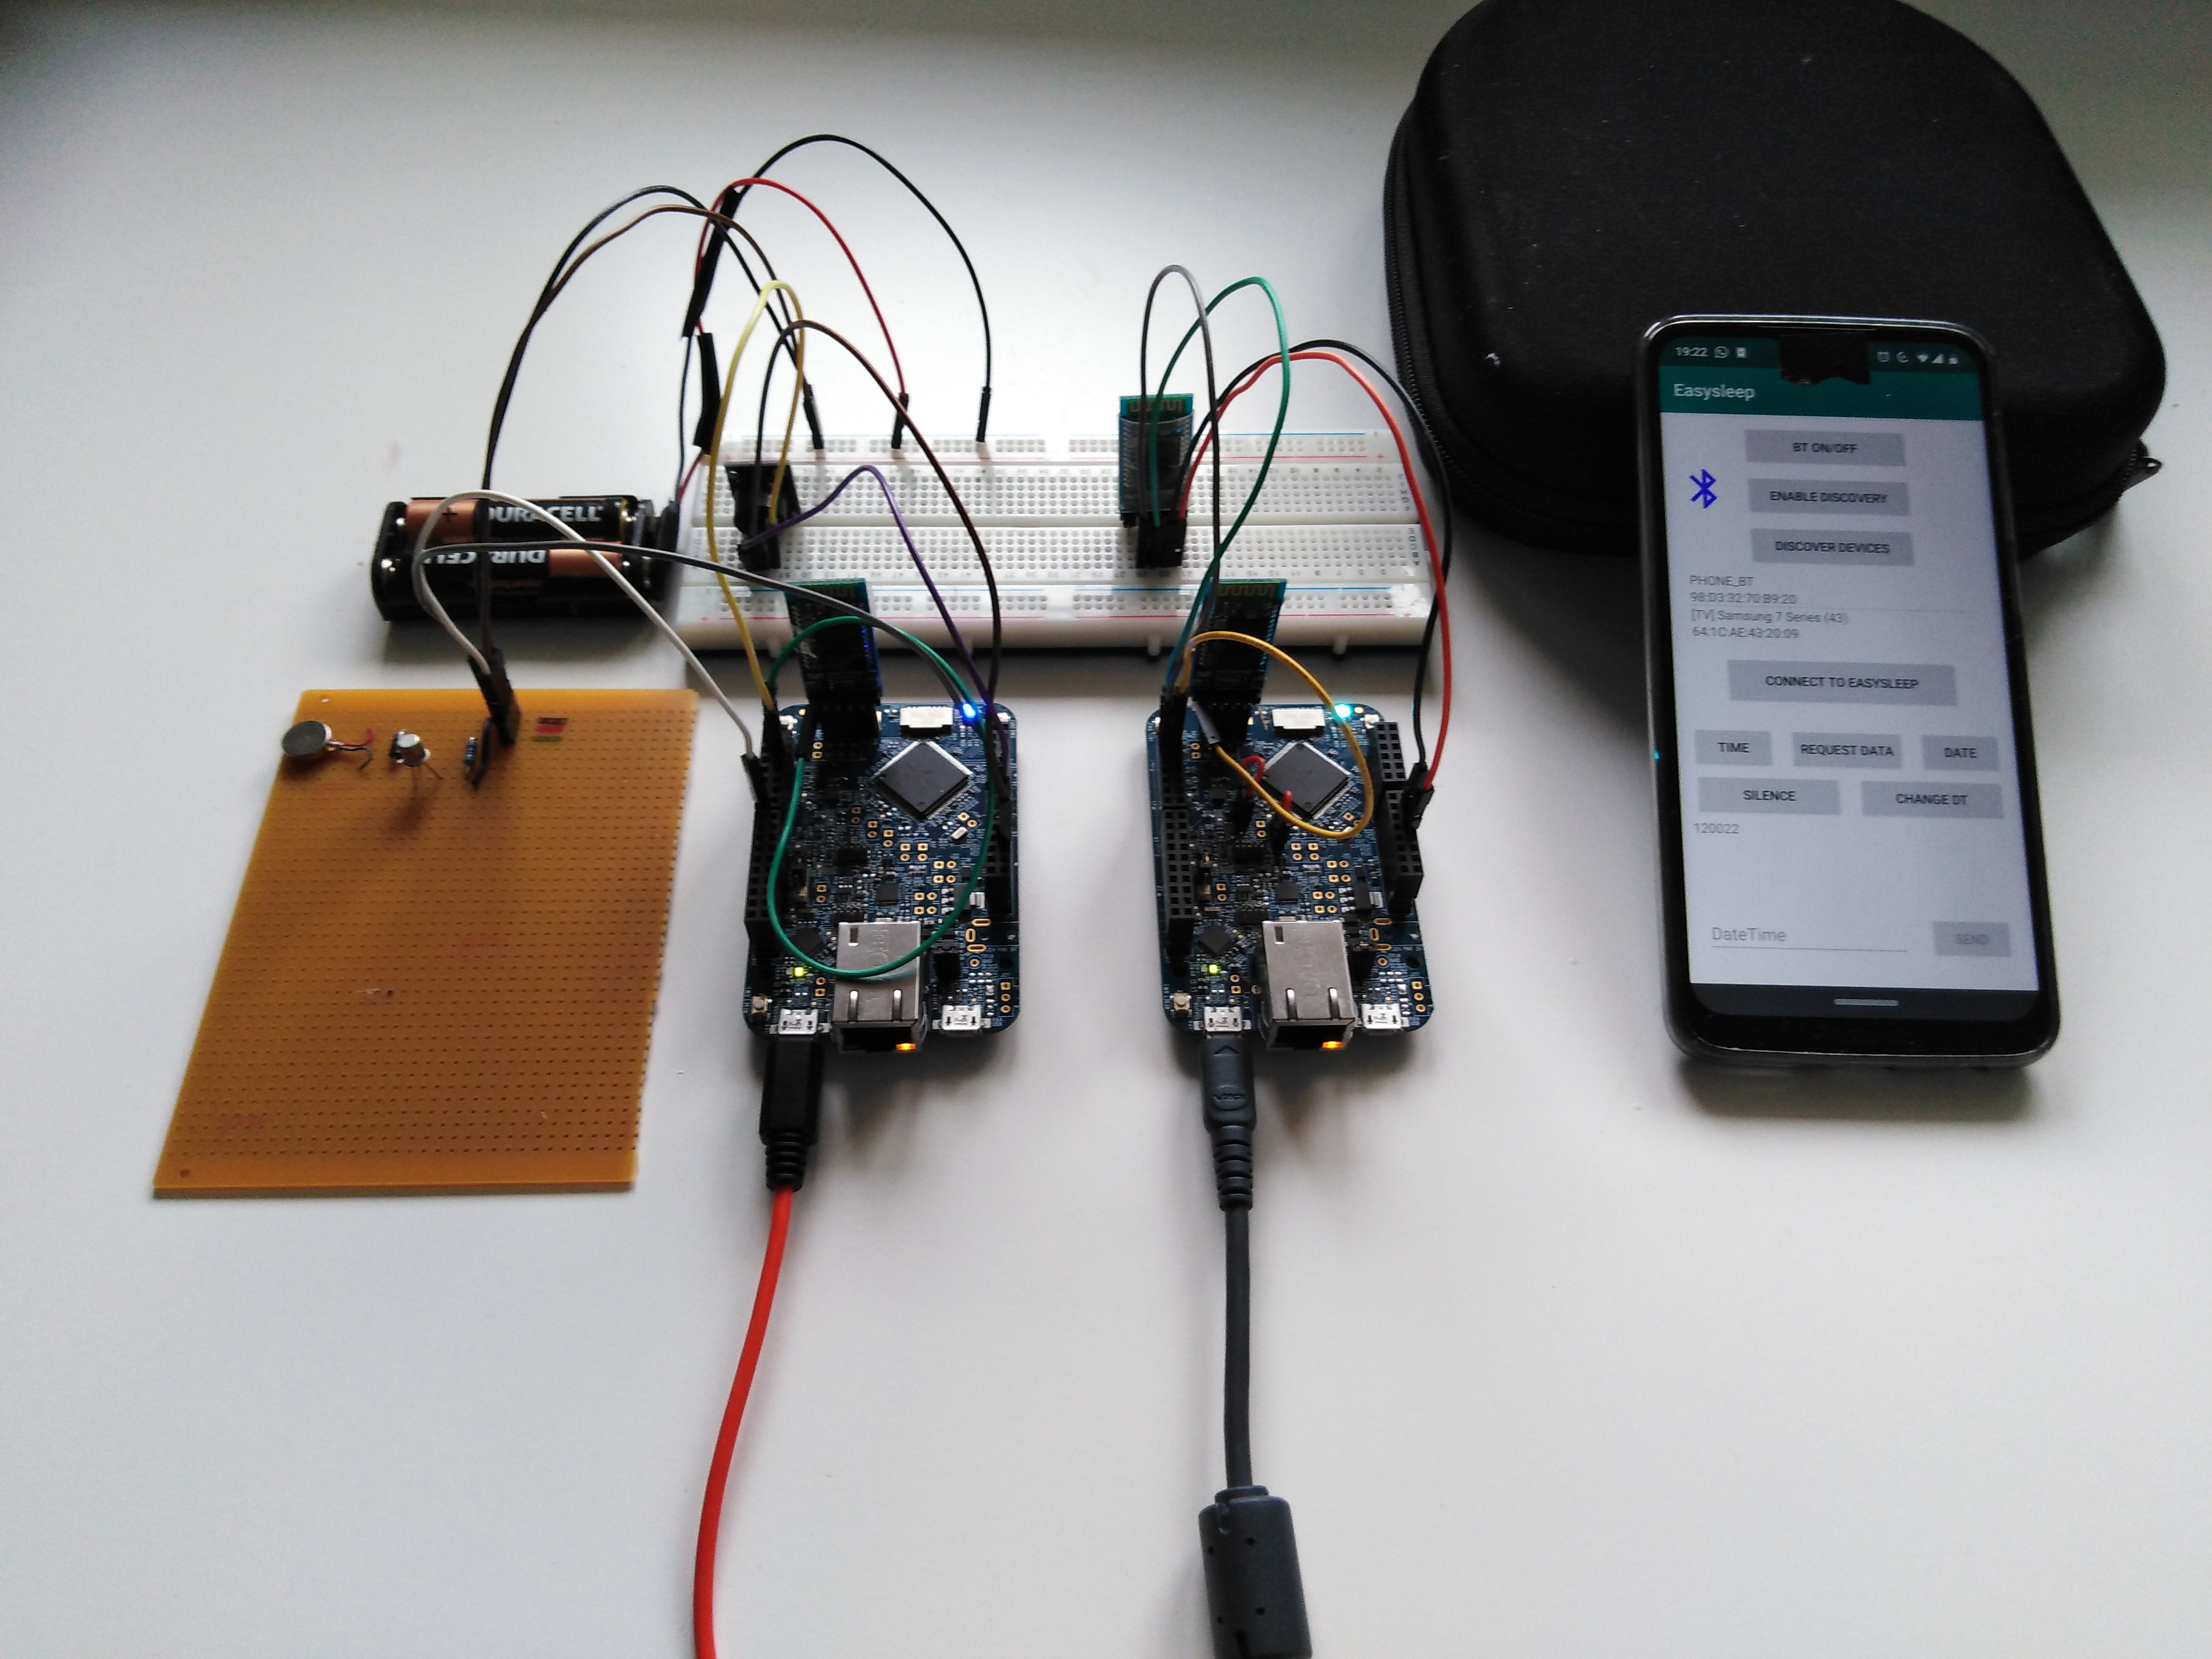 DURACELL
DURACELL
19:22
Easysleep
BT ON/OFF
ENABLE DISCOVERY
DISCOVER DEVICES
PHONE_BT
98:D3:32:70:B9:20
[TV] Samsung 7 Series (43)
64:1C:AE:43:20:09
CONNECT TO EASYSLEEP
TIME
REQUEST DATA
DATE
SILENCE
CHANGE DT
120022
DateTime
SEND